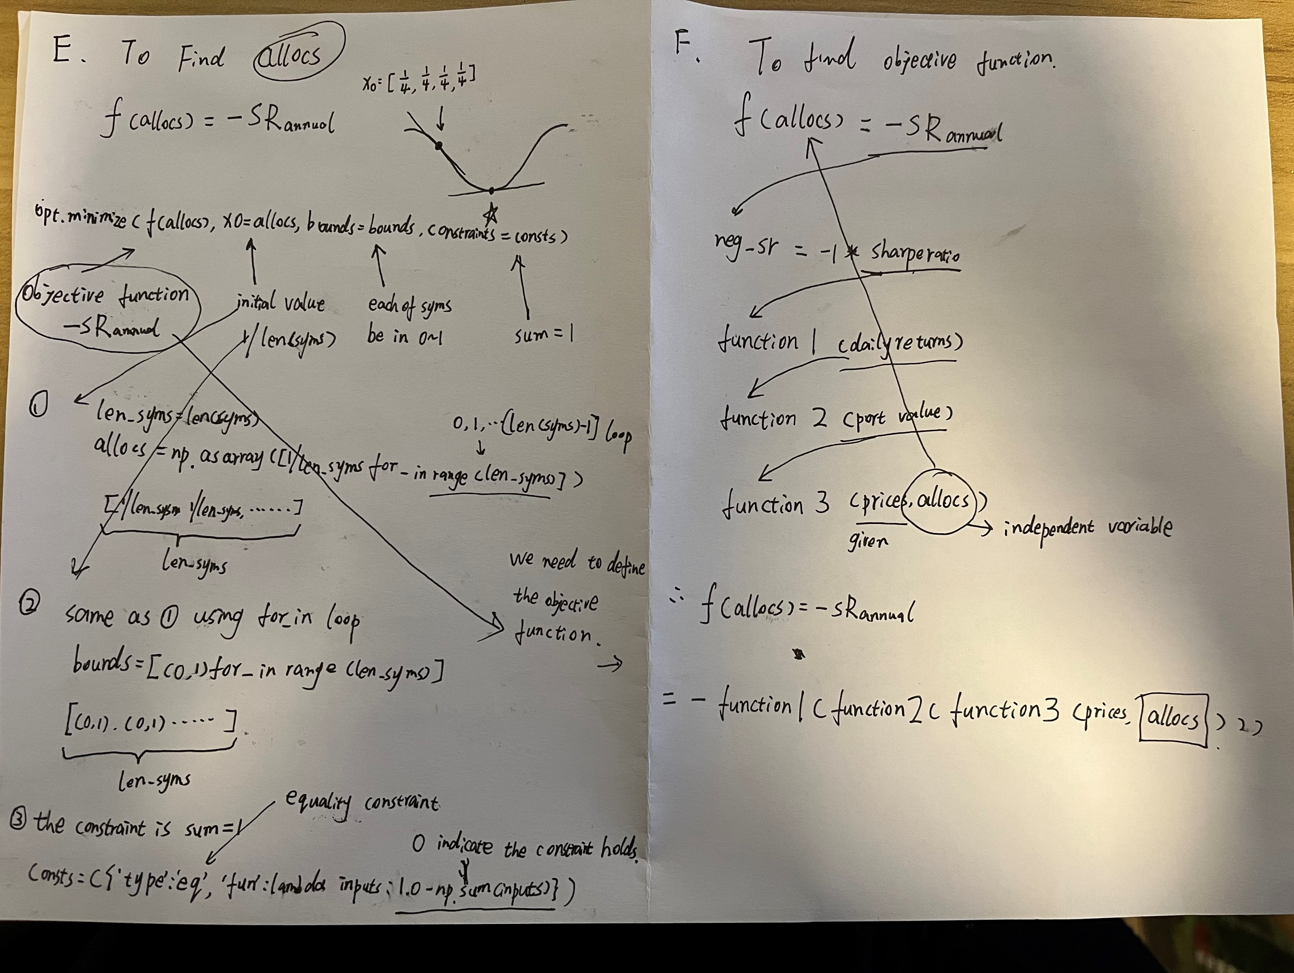 E. To Find allocs
x₀=[¼, ¼, ¼, ¼]
f(allocs) = -SRannual
opt.minimize(f(allocs), x0=allocs, bounds=bounds, constraints=consts)
Objective function
-SRannual
initial value
1/len(syms)
each of syms
be in 0~1
sum=1
①
len_syms=len(syms)
0,1,..[len(syms)-1] loop
allocs = np.asarray([1/len_syms for _ in range(len_syms)])
[1/len_sysm 1/len_syms, ......]
len_syms
we need to define
the objective
function.
② same as ① using for_in loop
bounds=[(0,1)for _ in range(len_syms)]
[(0,1). (0,1) ......]
len_syms
equality constraint
③ the constraint is sum=1
0 indicate the constraint holds.
consts=({'type':'eq', 'fun':lambda inputs:1.0-np.sum(inputs)})
F. To find objective function.
f(allocs) = -SRannual
neg_sr = -1 * sharperatio
function 1 (daily returns)
function 2 (port value)
function 3 (prices, allocs)
given
independent variable
∴ f(allocs)=-SRannual
= - function1( function2( function3 (prices, allocs)))